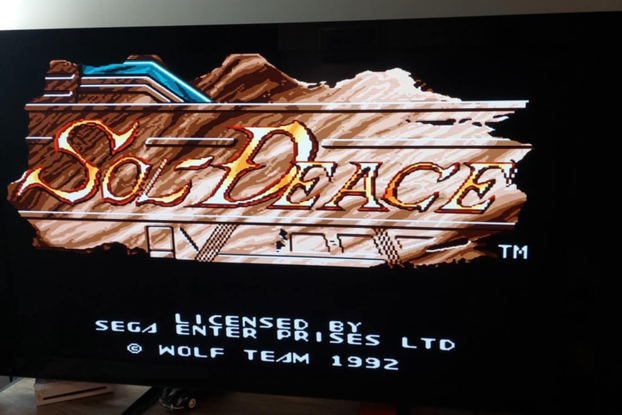 SOL-DEACE
TM
LICENSED BY
SEGA ENTER PRISES LTD
© WOLF TEAM 1992